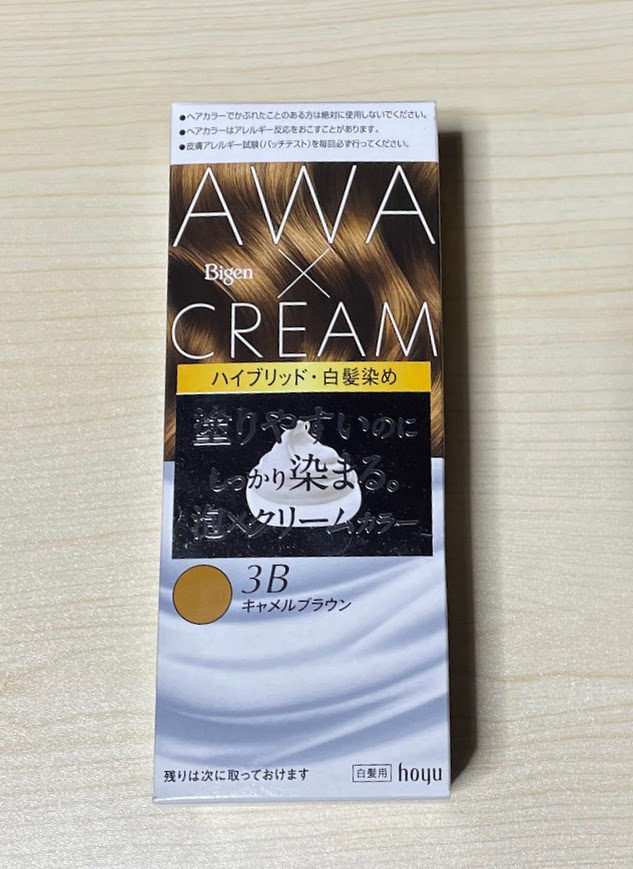 ●ヘアカラーでかぶれたことのある方は絶対に使用しないでください。
●ヘアカラーはアレルギー反応をおこすことがあります。
●皮膚アレルギー試験(パッチテスト)を毎回必ず行ってください。
AWA
Bigen
×
CREAM
ハイブリッド・白髪染め
塗りやすいのに
しっかり染まる。
泡×クリームカラー
3B
キャメルブラウン
残りは次に取っておけます
白髪用 hoyu